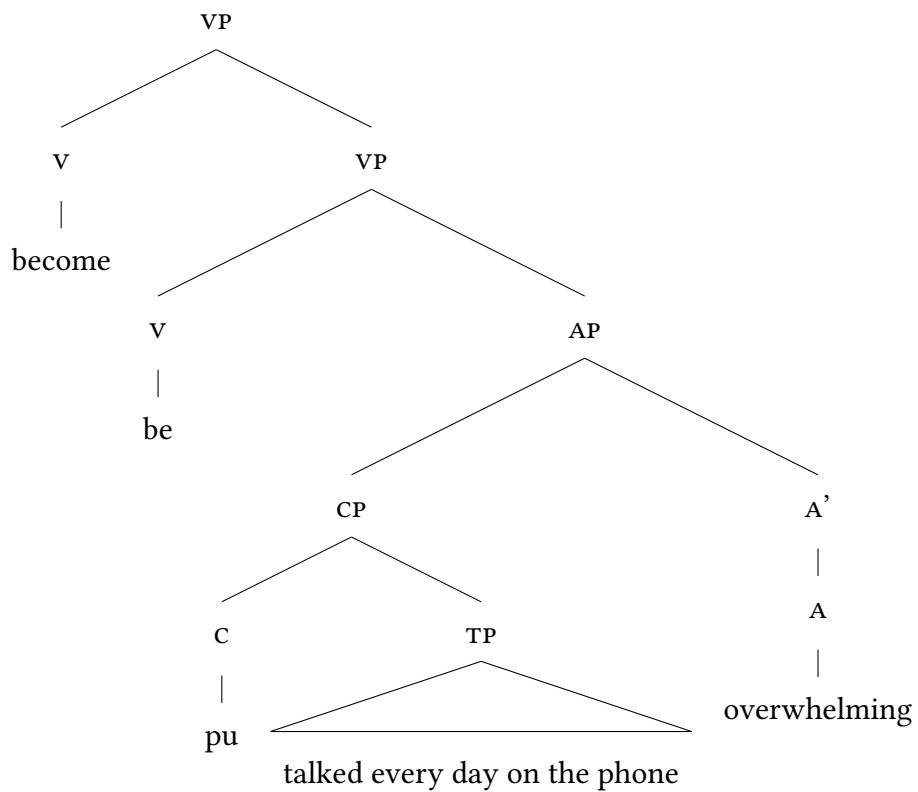 VP
V VP
become
V AP
be
CP A’
C TP A
pu overwhelming
talked every day on the phone